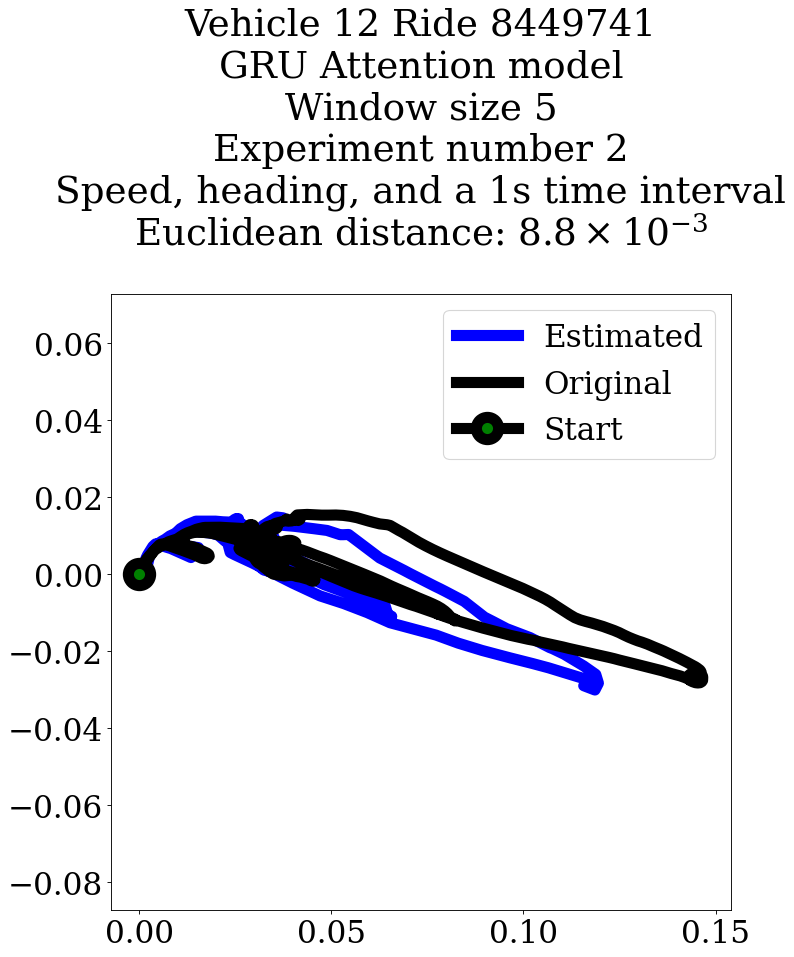 Vehicle 12 Ride 8449741
GRU Attention model
Window size 5
Experiment number 2
Speed, heading, and a 1s time interval
Euclidean distance: 8.8 × 10⁻³
Estimated
Original
Start
0.06
0.04
0.02
0.00
−0.02
−0.04
−0.06
−0.08
0.00 0.05 0.10 0.15